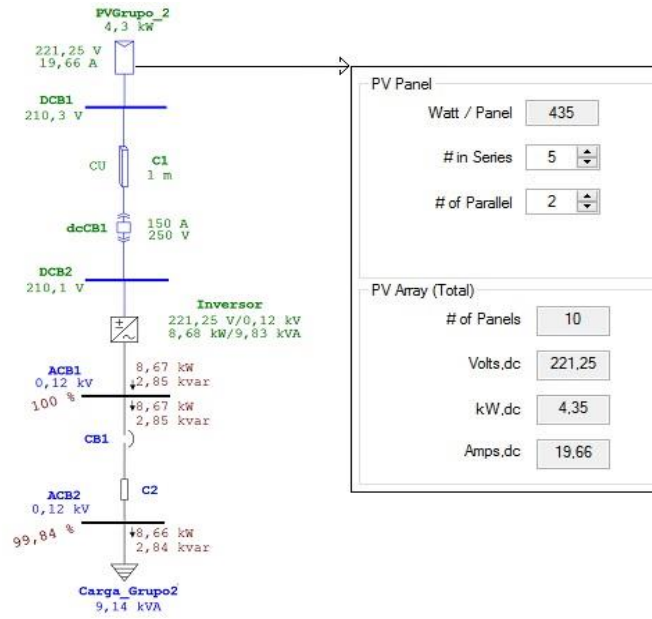 PVGrupo_2
4,3 kW
221,25 V
19,66 A
DCB1
210,3 V
CU
C1
1 m
dcCB1
150 A
250 V
DCB2
210,1 V
Inversor
221,25 V/0,12 kV
8,68 kW/9,83 kVA
ACB1
0,12 kV
100 %
8,67 kW
2,85 kvar
8,67 kW
2,85 kvar
CB1
C2
ACB2
0,12 kV
99,84 %
8,66 kW
2,84 kvar
Carga_Grupo2
9,14 kVA
PV Panel
Watt / Panel 435
# in Series 5
# of Parallel 2
PV Array (Total)
# of Panels 10
Volts,dc 221,25
kW,dc 4,35
Amps,dc 19,66